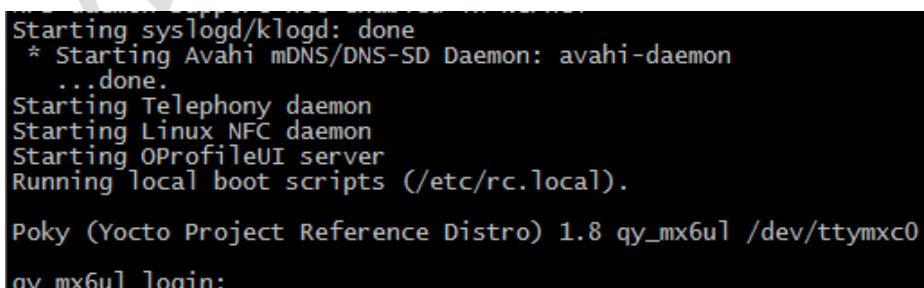 Starting syslogd/klogd: done
 * Starting Avahi mDNS/DNS-SD Daemon: avahi-daemon
   ...done.
Starting Telephony daemon
Starting Linux NFC daemon
Starting OProfileUI server
Running local boot scripts (/etc/rc.local).
Poky (Yocto Project Reference Distro) 1.8 qy_mx6ul /dev/ttymxc0
qy_mx6ul login: